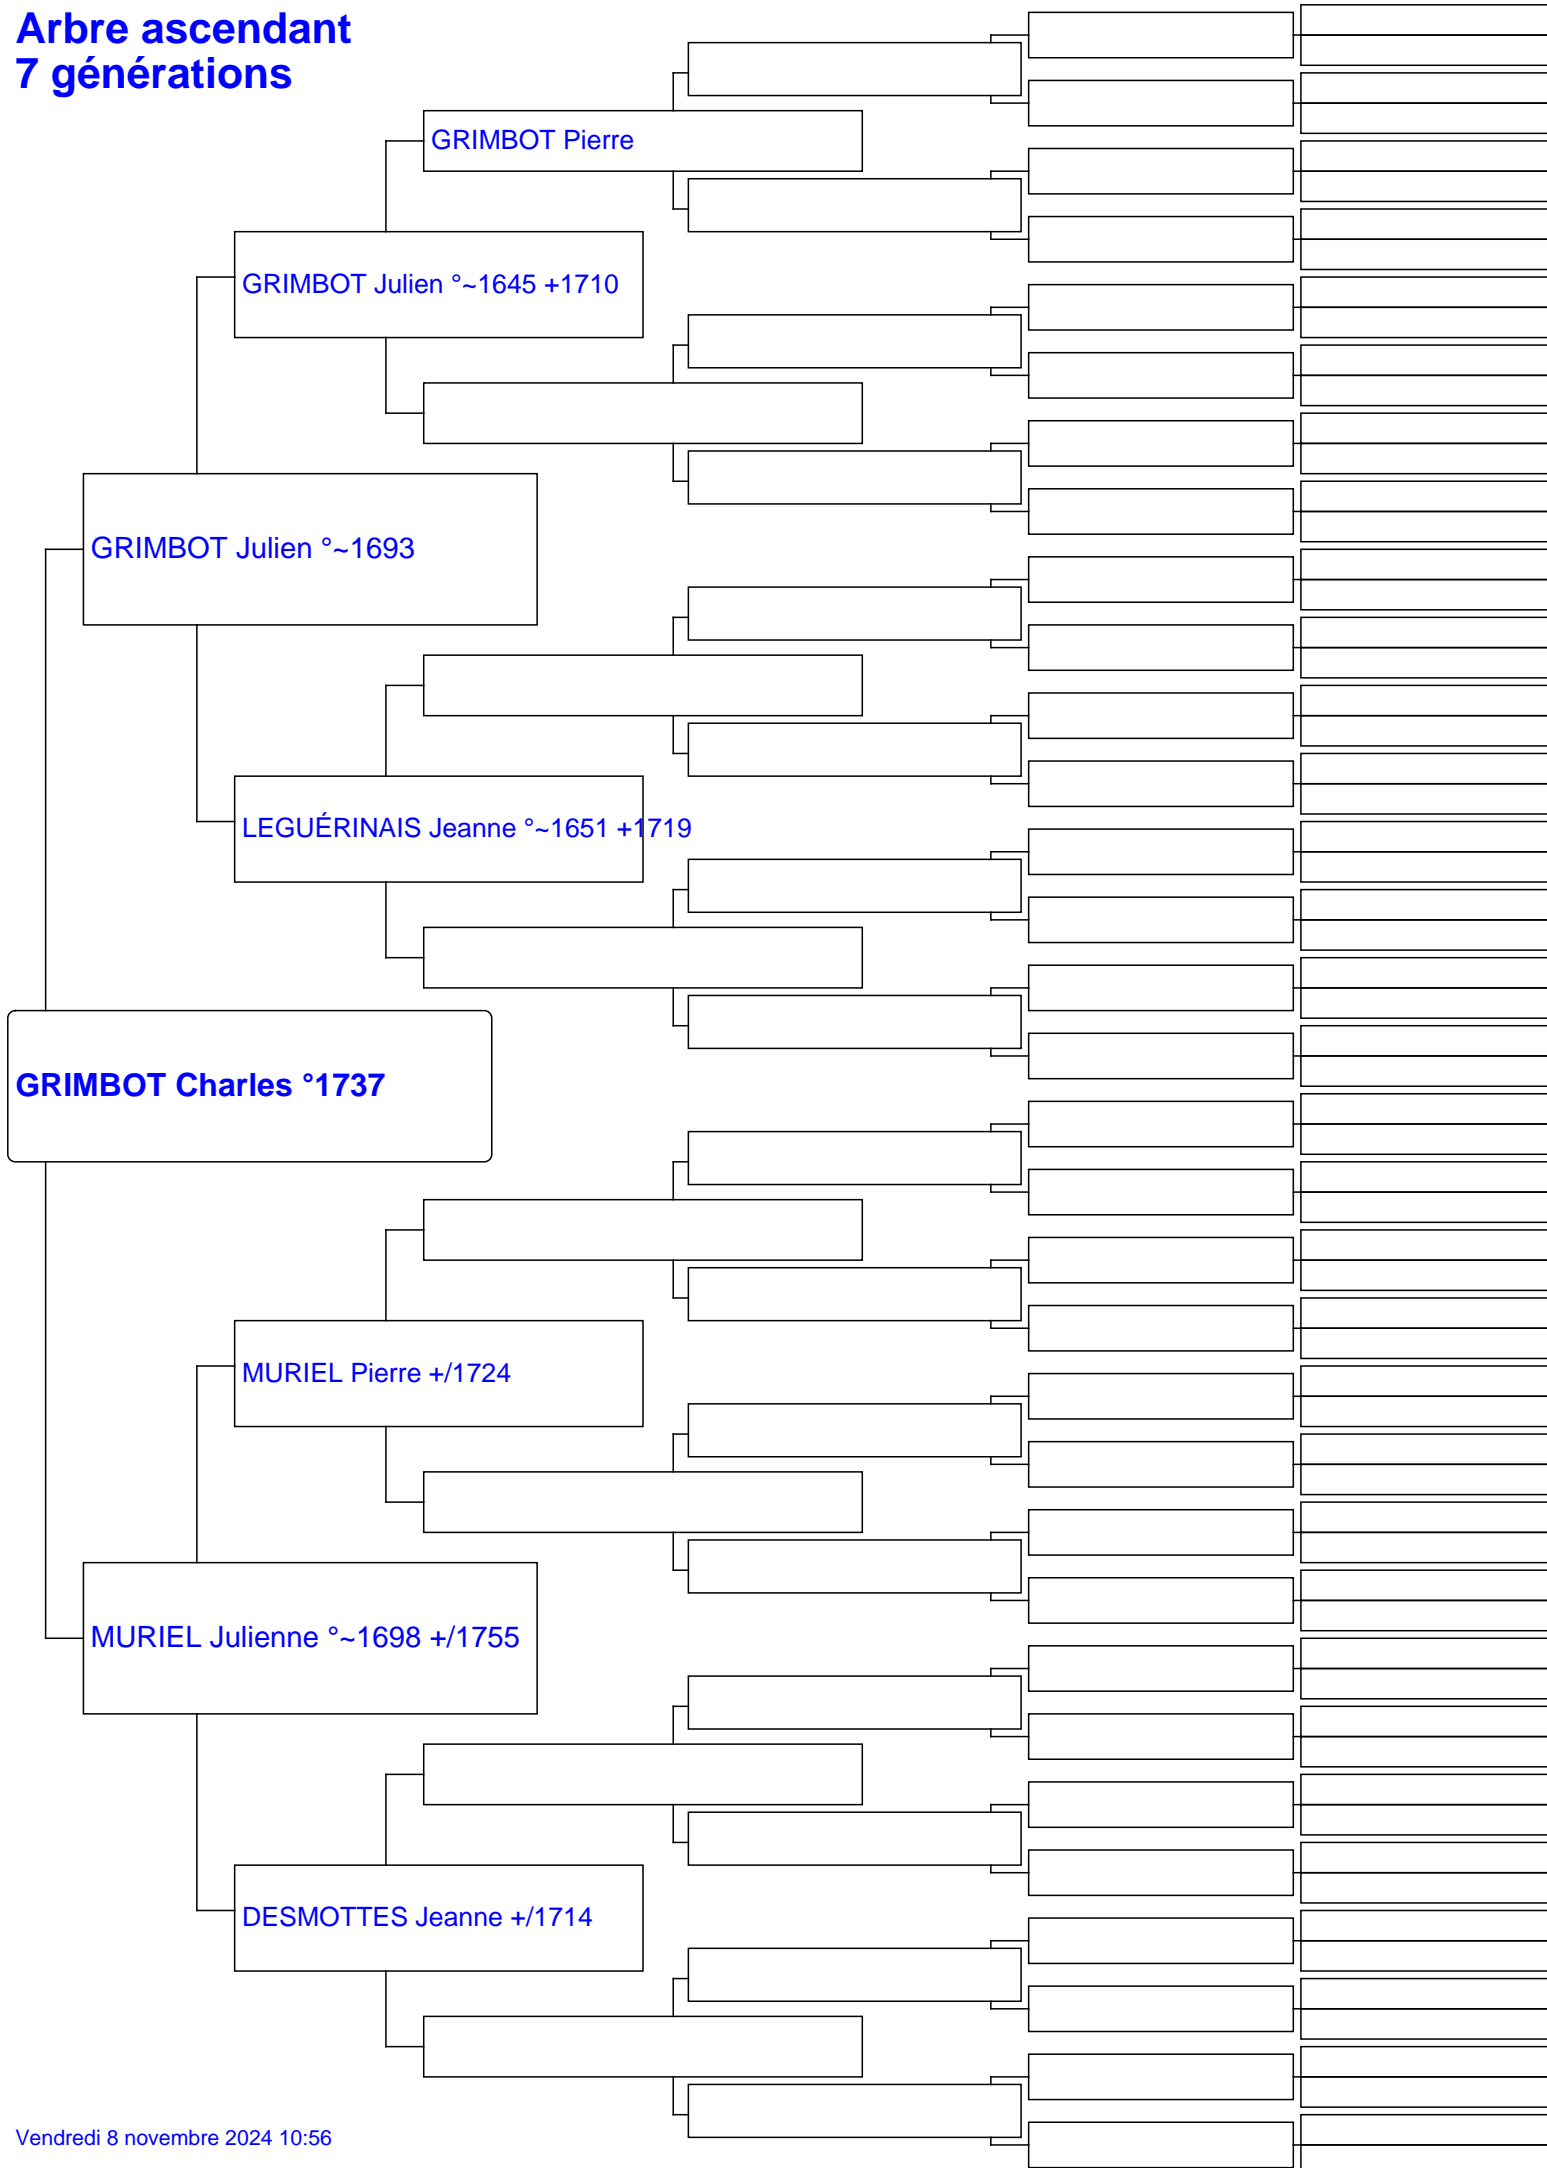 Arbre ascendant
7 générations
GRIMBOT Pierre
GRIMBOT Julien °~1645 +1710
GRIMBOT Julien °~1693
LEGUÉRINAIS Jeanne °~1651 +1719
GRIMBOT Charles °1737
MURIEL Pierre +/1724
MURIEL Julienne °~1698 +/1755
DESMOTTES Jeanne +/1714
Vendredi 8 novembre 2024 10:56